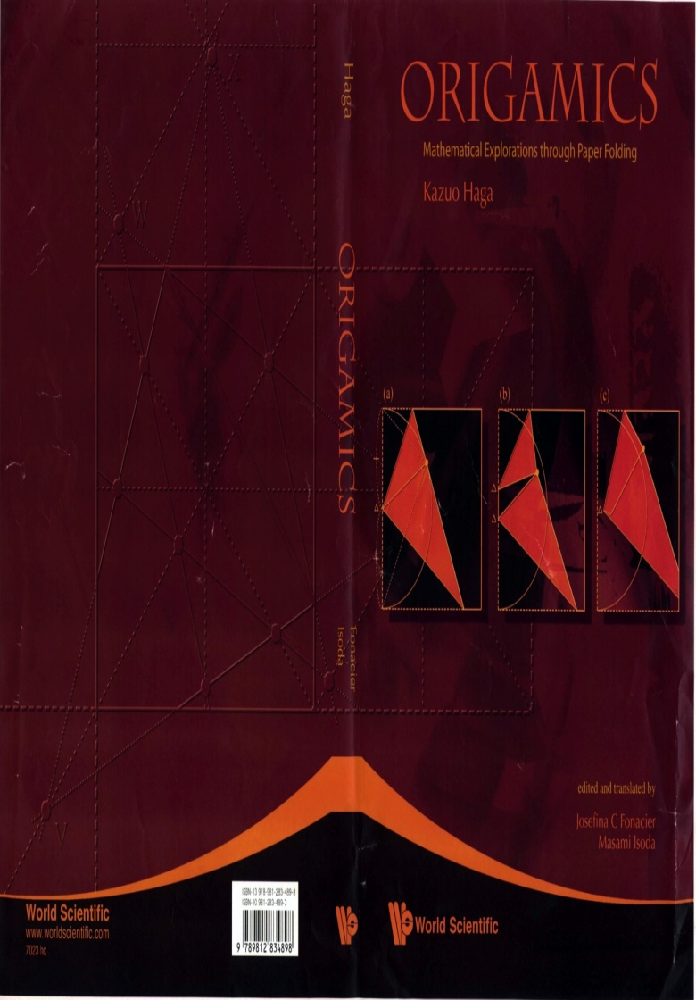 ORIGAMICS
Mathematical Explorations through Paper Folding
Kazuo Haga
(a)
(b)
(c)
edited and translated by
Josefina C Fonacier
Masami Isoda
World Scientific
Haga
ORIGAMICS
Fonacier
Isoda
X
W
V
World Scientific
www.worldscientific.com
7023 hc
ISBN-13 978-981-283-489-8
ISBN-10 981-283-489-3
9 789812 834898